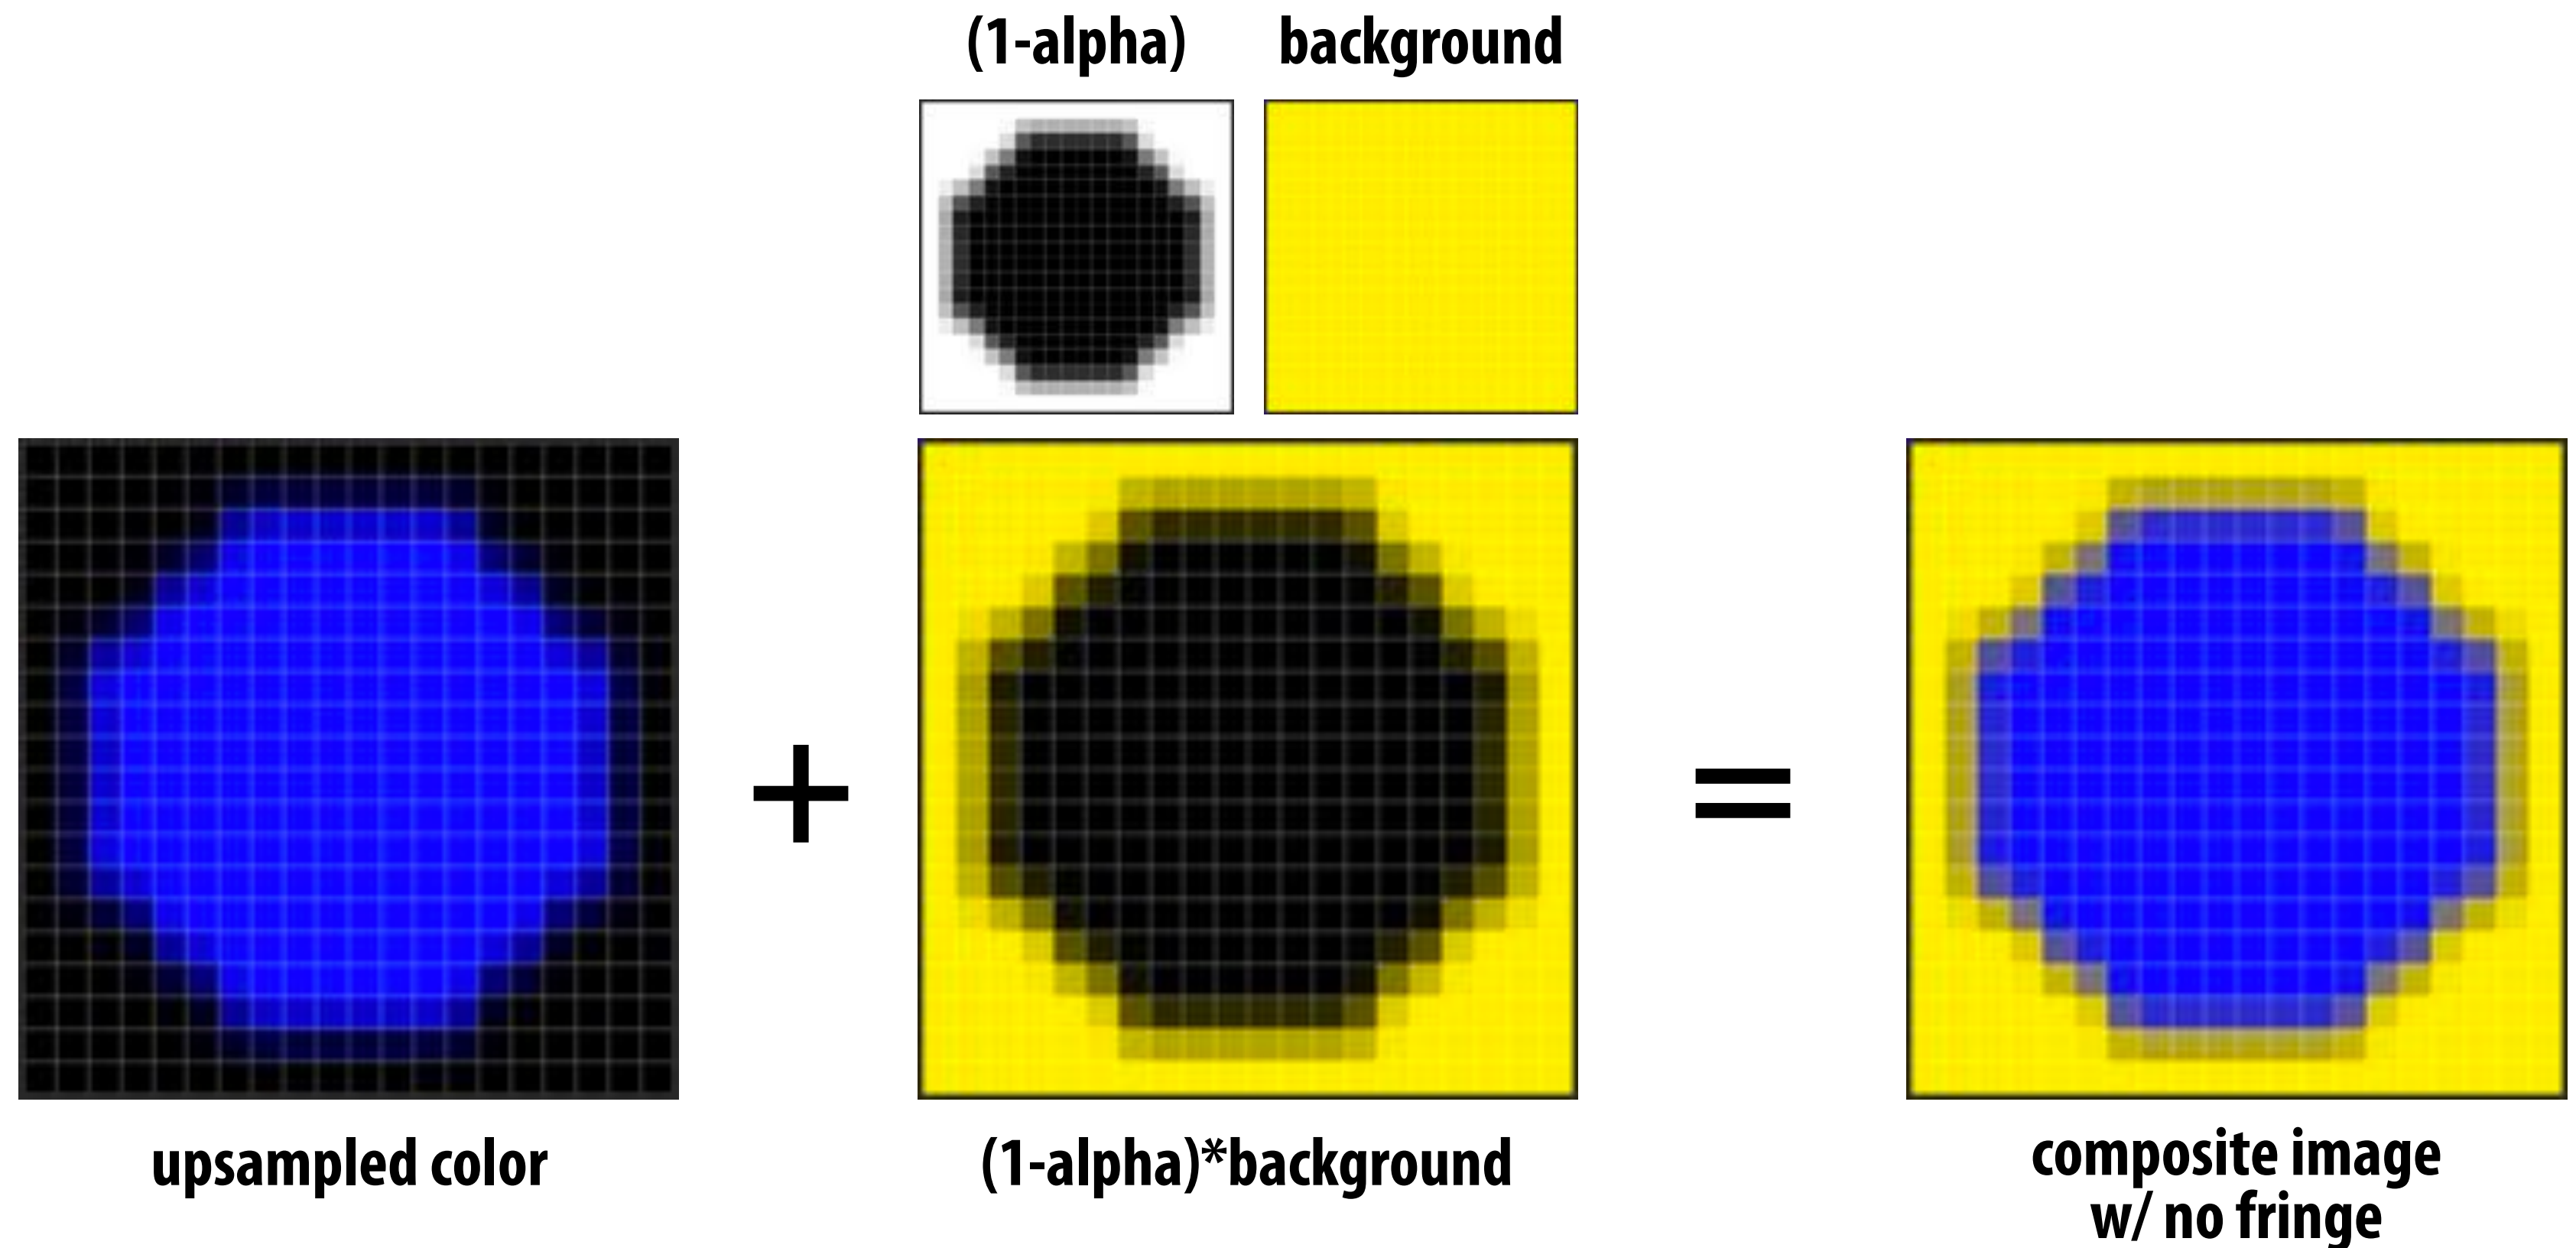 (1-alpha)
background
+
=
upsampled color
(1-alpha)*background
composite image
w/ no fringe